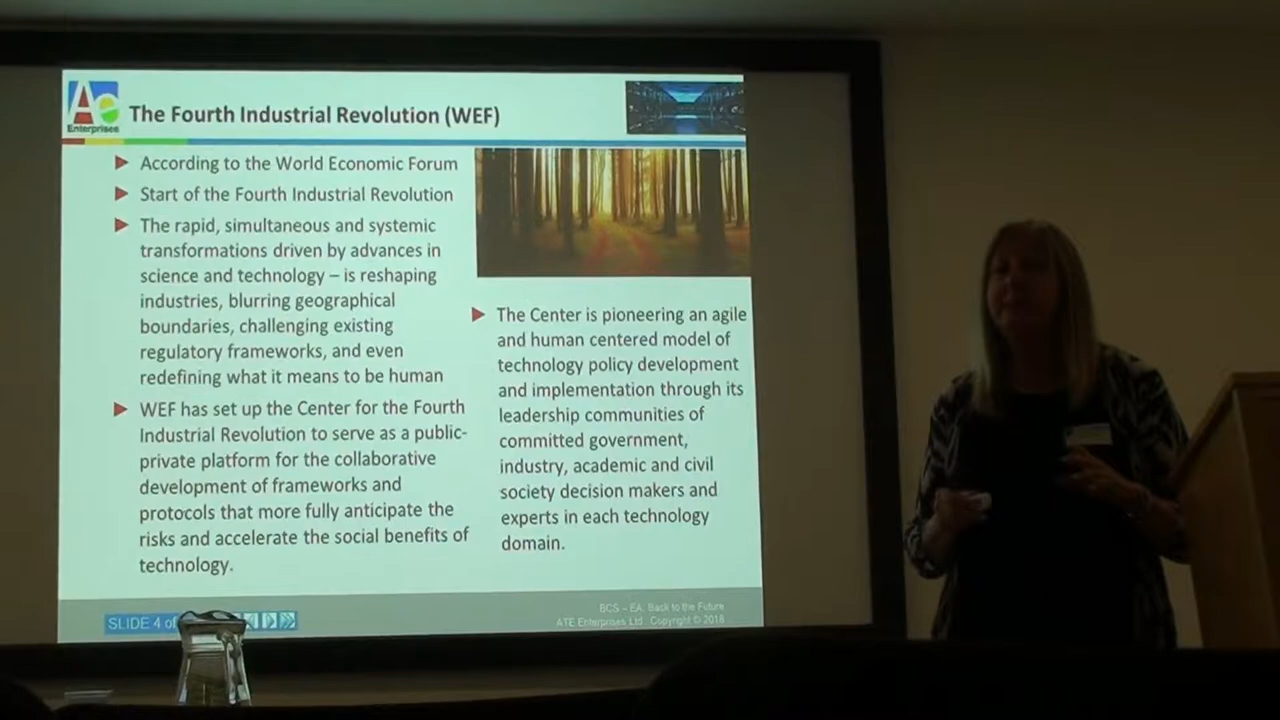 Ae
Enterprises
The Fourth Industrial Revolution (WEF)
According to the World Economic Forum
Start of the Fourth Industrial Revolution
The rapid, simultaneous and systemic
transformations driven by advances in
science and technology – is reshaping
industries, blurring geographical
boundaries, challenging existing
regulatory frameworks, and even
redefining what it means to be human
WEF has set up the Center for the Fourth
Industrial Revolution to serve as a public-
private platform for the collaborative
development of frameworks and
protocols that more fully anticipate the
risks and accelerate the social benefits of
technology.
The Center is pioneering an agile
and human centered model of
technology policy development
and implementation through its
leadership communities of
committed government,
industry, academic and civil
society decision makers and
experts in each technology
domain.
SLIDE 4 of
BCS – EA: Back to the Future
ATE Enterprises Ltd. Copyright © 2018